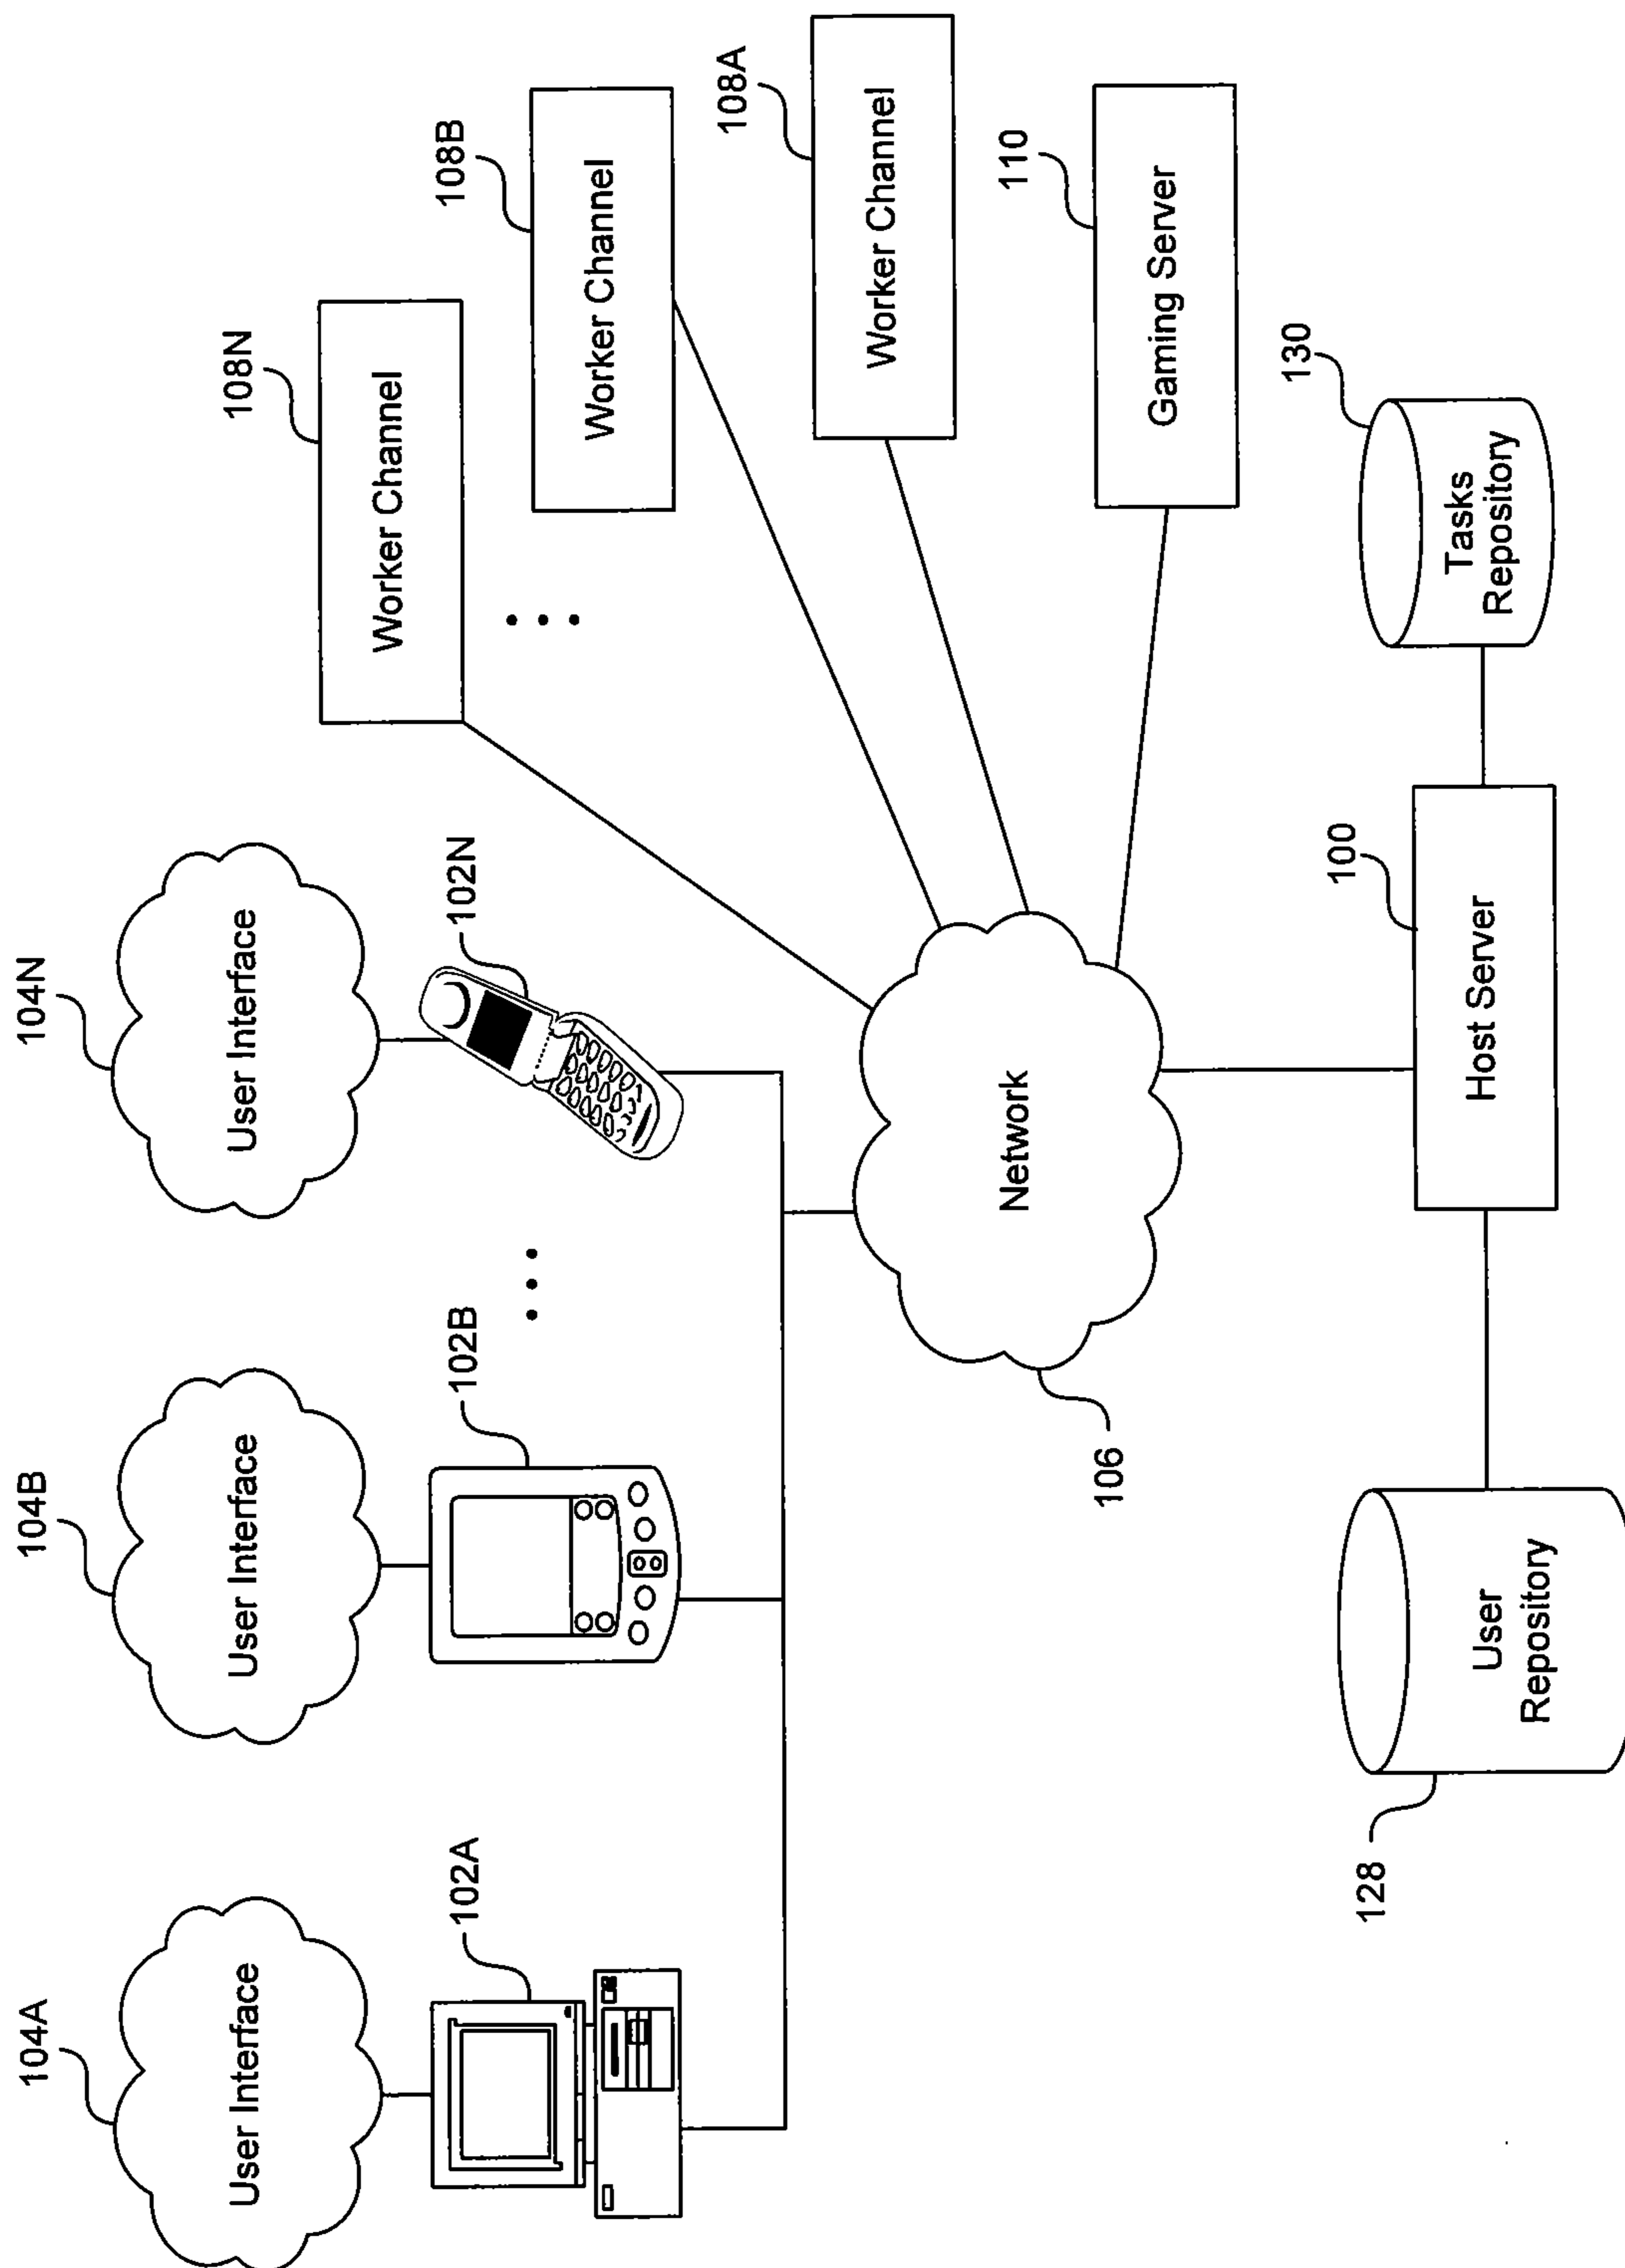 104A
User Interface
102A
104B
User Interface
102B
104N
User Interface
102N
108N
Worker Channel
108B
Worker Channel
108A
Worker Channel
110
Gaming Server
Network
106
100
Host Server
130
Tasks
Repository
128
User
Repository